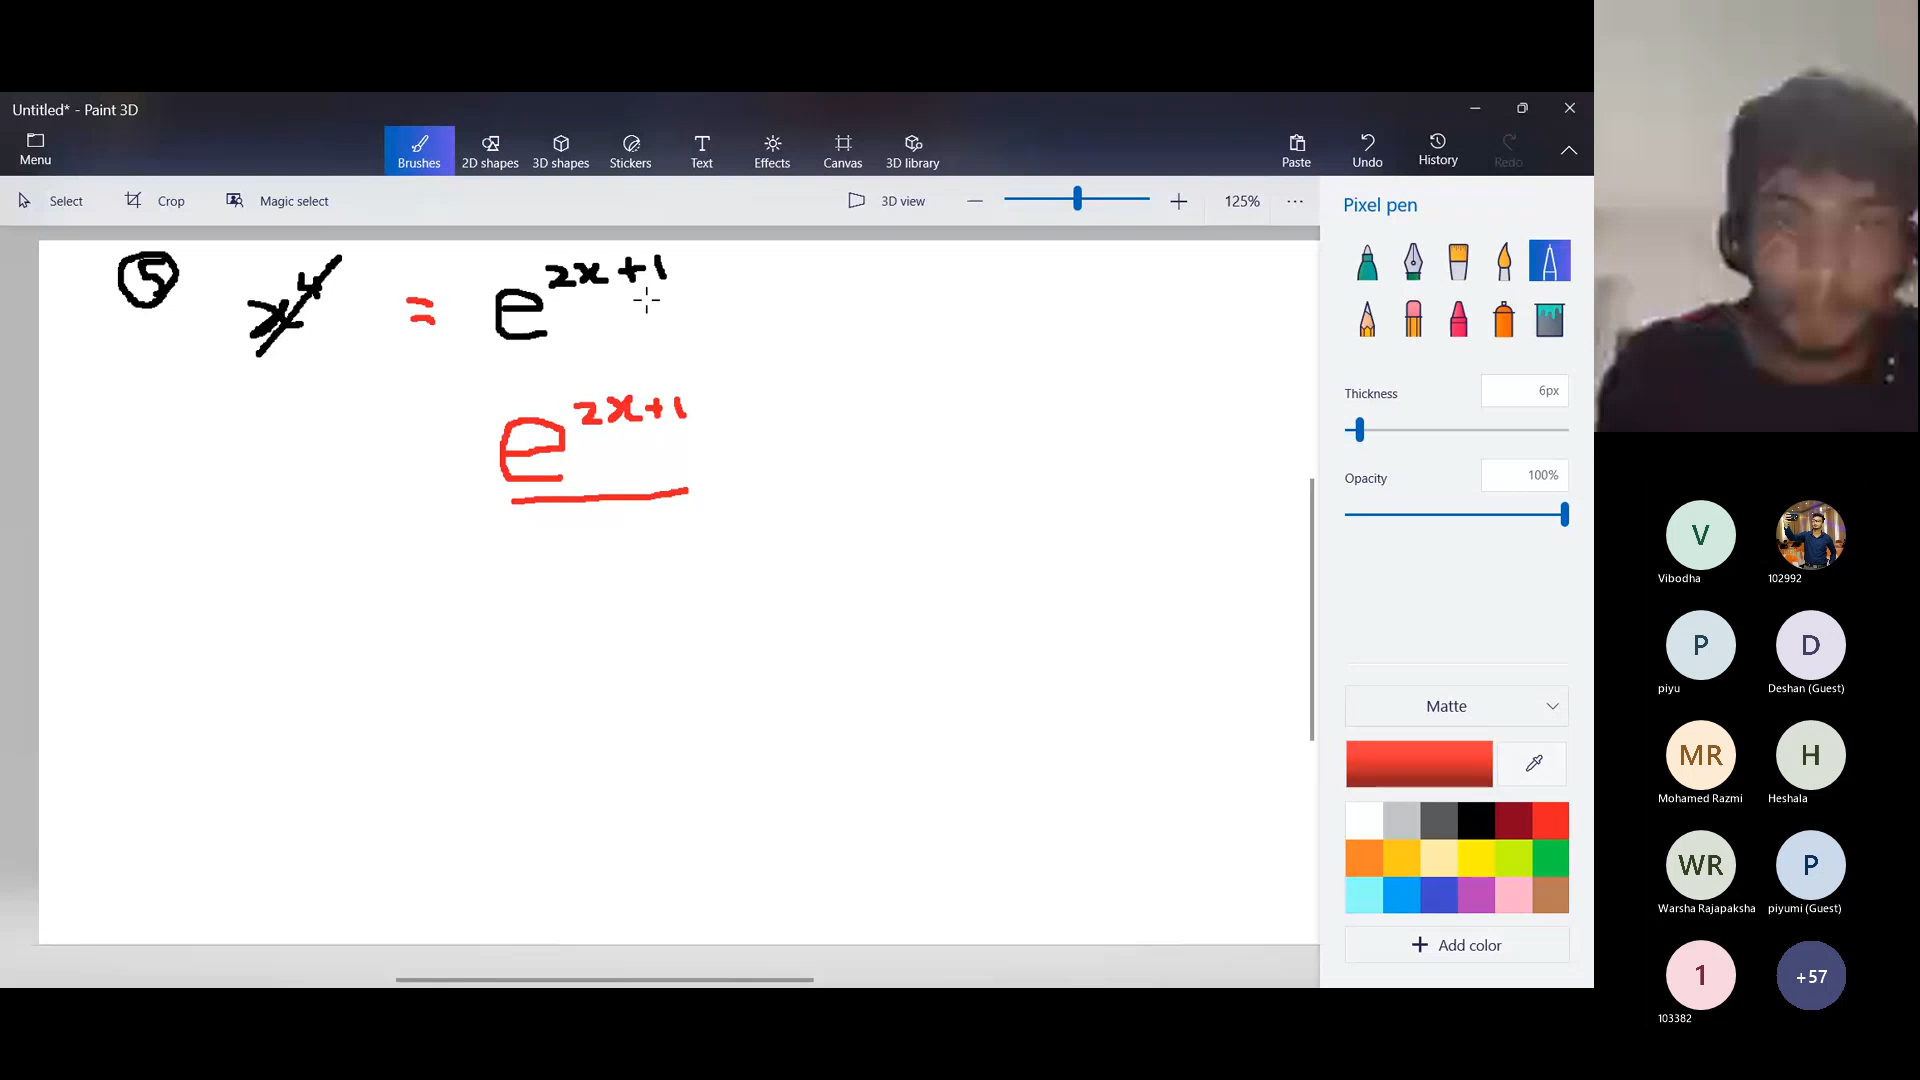 Untitled* - Paint 3D
Menu
Brushes
2D shapes
3D shapes
Stickers
Text
Effects
Canvas
3D library
Paste
Undo
History
Redo
Select
Crop
Magic select
3D view
125%
Pixel pen
⑤ x⁴ = e^{2x+1}
e^{2x+1}
Thickness 6px
Opacity 100%
Matte
+ Add color
V
Vibodha
102992
P
piyu
D
Deshan (Guest)
MR
Mohamed Razmi
H
Heshala
WR
Warsha Rajapaksha
P
piyumi (Guest)
1
103382
+57